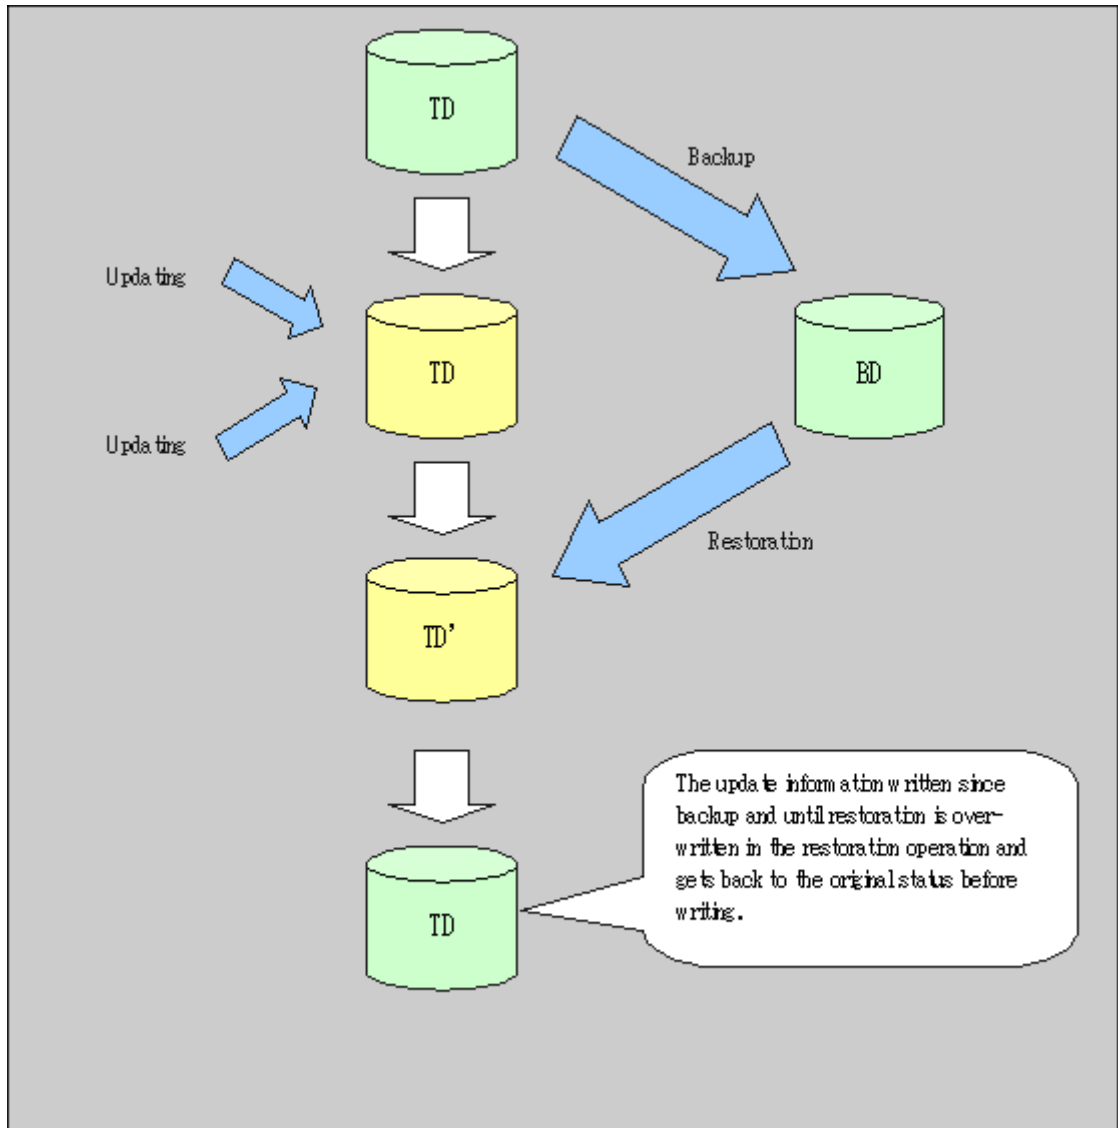 TD
Backup
Updating
TD
BD
Updating
Restoration
TD'
The update information written since
backup and until restoration is over-
written in the restoration operation and
gets back to the original status before
writing.
TD